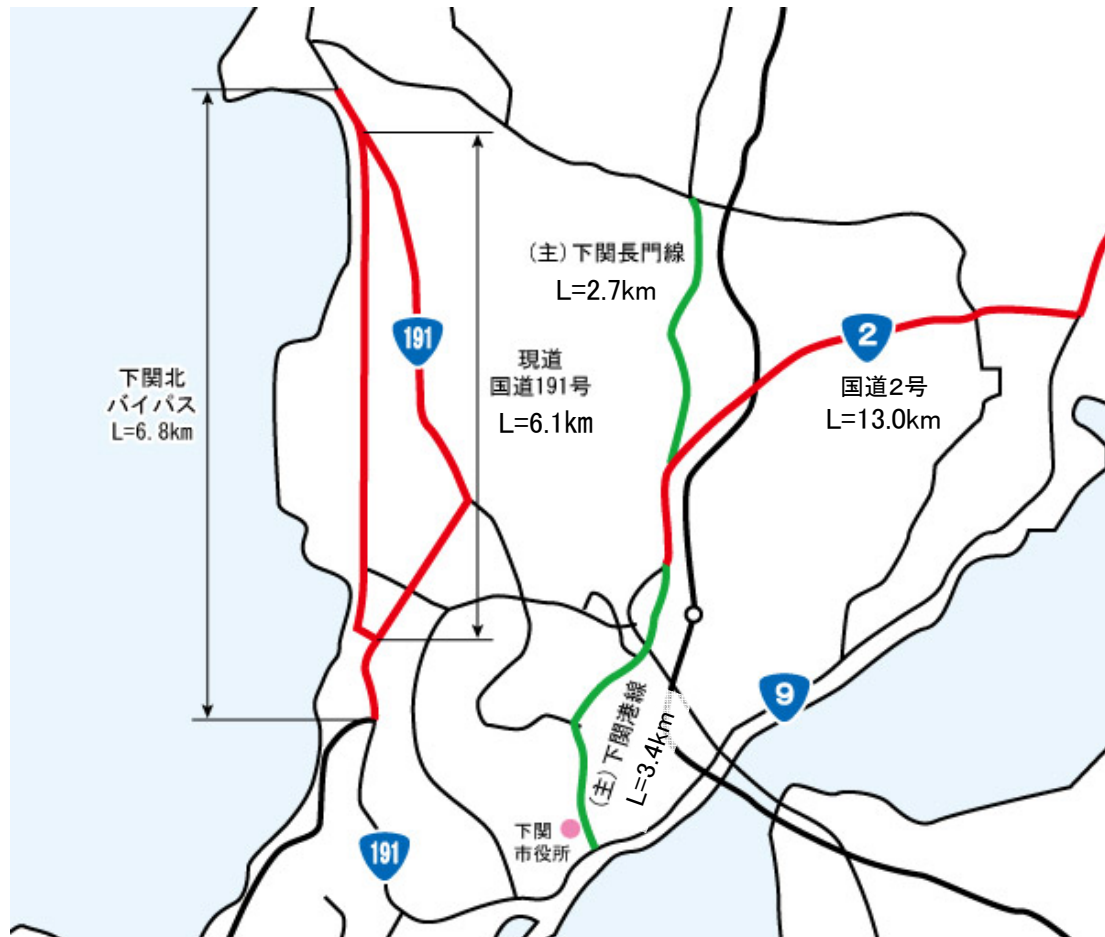 (主)下関長門線
L=2.7km
191
2
下関北
バイパス
L=6.8km
現道
国道191号
L=6.1km
国道2号
L=13.0km
9
(主)下関港線
L=3.4km
下関
市役所
191